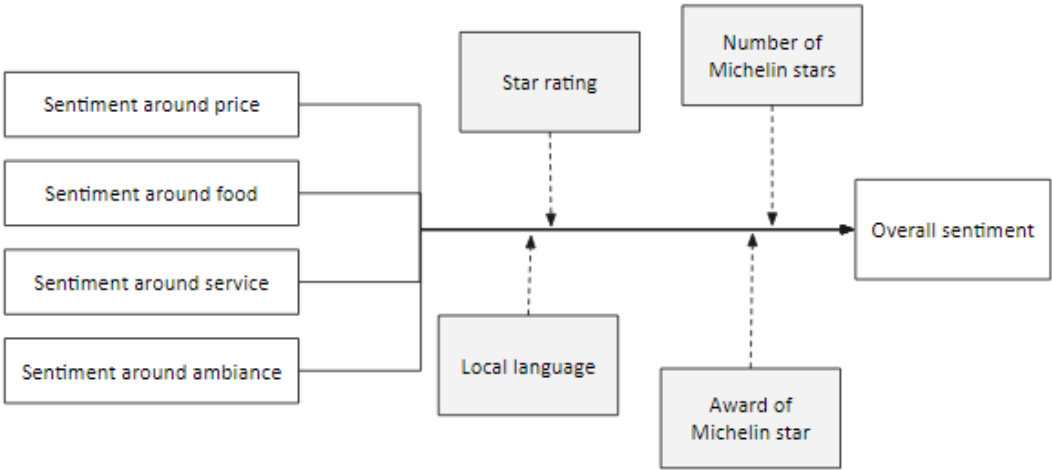 Sentiment around price
Sentiment around food
Sentiment around service
Sentiment around ambiance
Star rating
Number of
Michelin stars
Local language
Award of
Michelin star
Overall sentiment